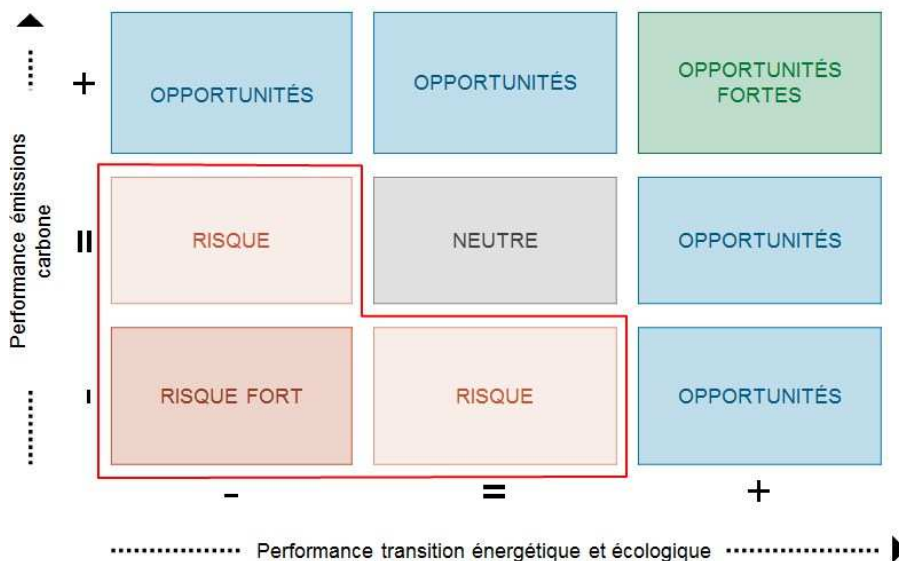 +
OPPORTUNITÉS
OPPORTUNITÉS
OPPORTUNITÉS
FORTES
Performance émissions
carbone
=
RISQUE
NEUTRE
OPPORTUNITÉS
-
RISQUE FORT
RISQUE
OPPORTUNITÉS
-
=
+
Performance transition énergétique et écologique